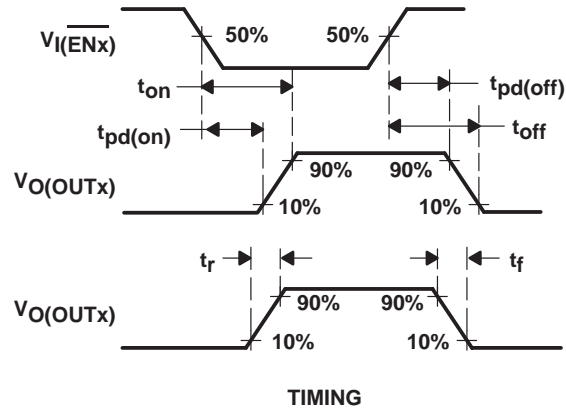 V_I(E̅N̅x̅)
50%
50%
t_on
t_pd(off)
t_pd(on)
t_off
V_O(OUTx)
90%
90%
10%
10%
t_r
t_f
V_O(OUTx)
90%
90%
10%
10%
TIMING